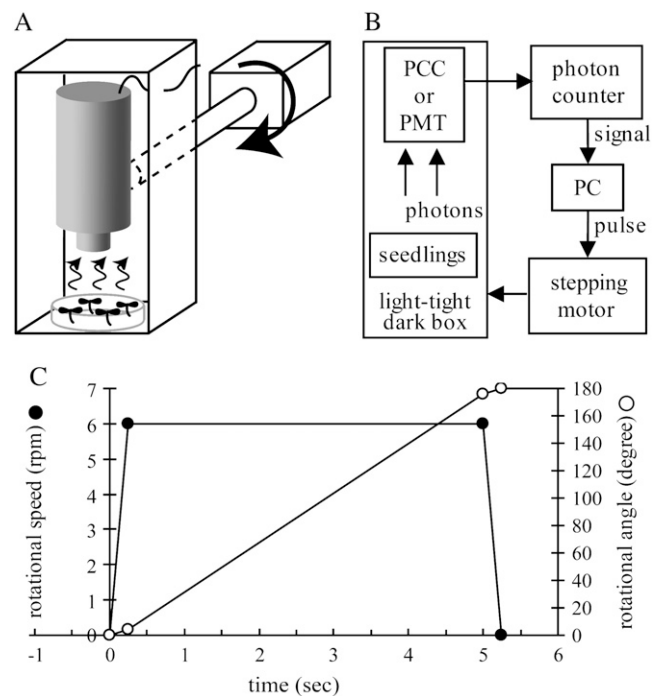 A
B
PCC
or
PMT
photon
counter
signal
photons
PC
pulse
seedlings
light-tight
dark box
stepping
motor
C
rotational speed (rpm)
7
6
5
4
3
2
1
0
180
160
140
120
100
80
60
40
20
0
rotational angle (degree)
-1 0 1 2 3 4 5 6
time (sec)